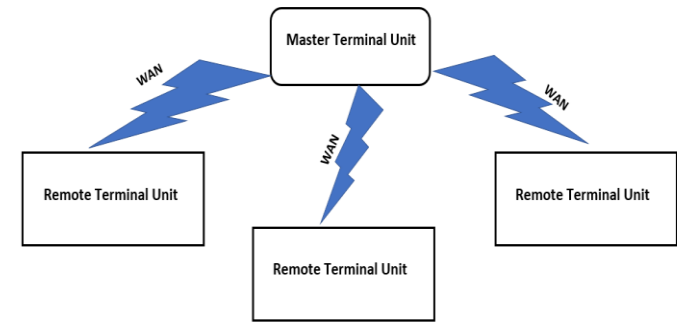 Master Terminal Unit
WAN
WAN
WAN
Remote Terminal Unit
Remote Terminal Unit
Remote Terminal Unit